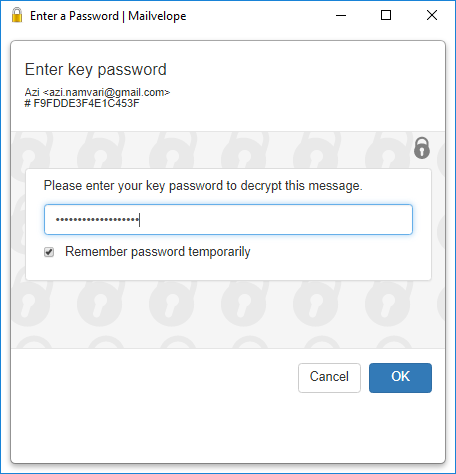 Enter a Password | Mailvelope
Enter key password
Azi <azi.namvari@gmail.com>
# F9FDDE3F4E1C453F
Please enter your key password to decrypt this message.
•••••••••••••••••••
Remember password temporarily
Cancel OK